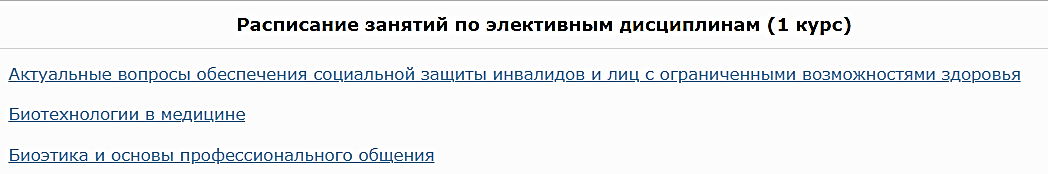 Расписание занятий по элективным дисциплинам (1 курс)
Актуальные вопросы обеспечения социальной защиты инвалидов и лиц с ограниченными возможностями здоровья
Биотехнологии в медицине
Биоэтика и основы профессионального общения